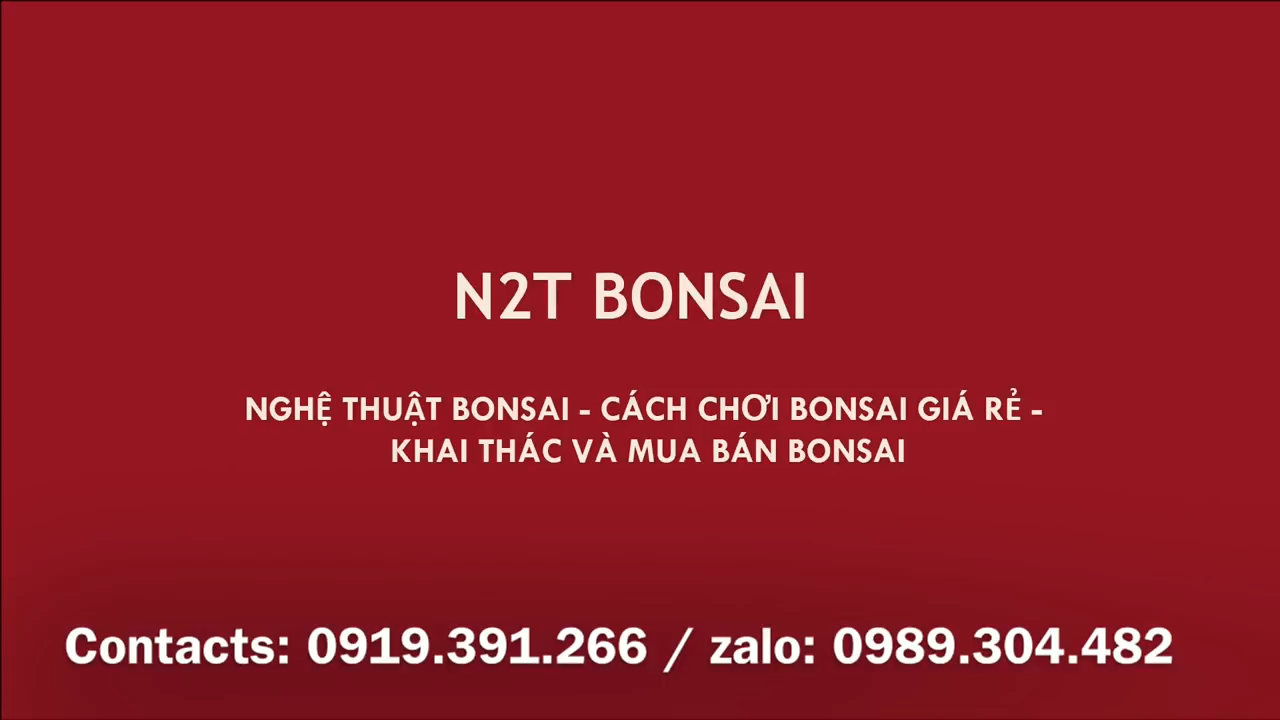 N2T BONSAI
NGHỆ THUẬT BONSAI - CÁCH CHƠI BONSAI GIÁ RẺ -
KHAI THÁC VÀ MUA BÁN BONSAI
Contacts: 0919.391.266 / zalo: 0989.304.482